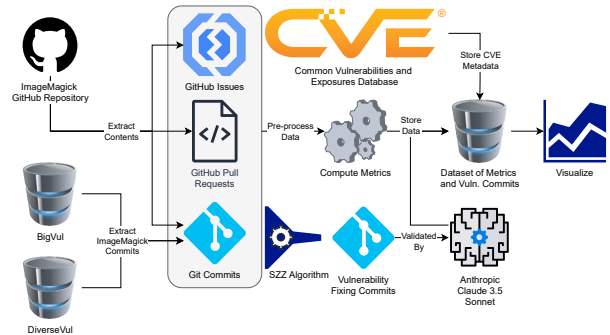 CVE®
Common Vulnerabilities and
Exposures Database
ImageMagick
GitHub Repository
GitHub Issues
Store CVE
Metadata
Extract
Contents
</>
GitHub Pull
Requests
Pre-process
Data
Compute Metrics
Store
Data
Dataset of Metrics
and Vuln. Commits
Visualize
BigVul
Extract
ImageMagick
Commits
DiverseVul
Git Commits
SZZ Algorithm
Vulnerability
Fixing Commits
Validated
By
Anthropic
Claude 3.5
Sonnet